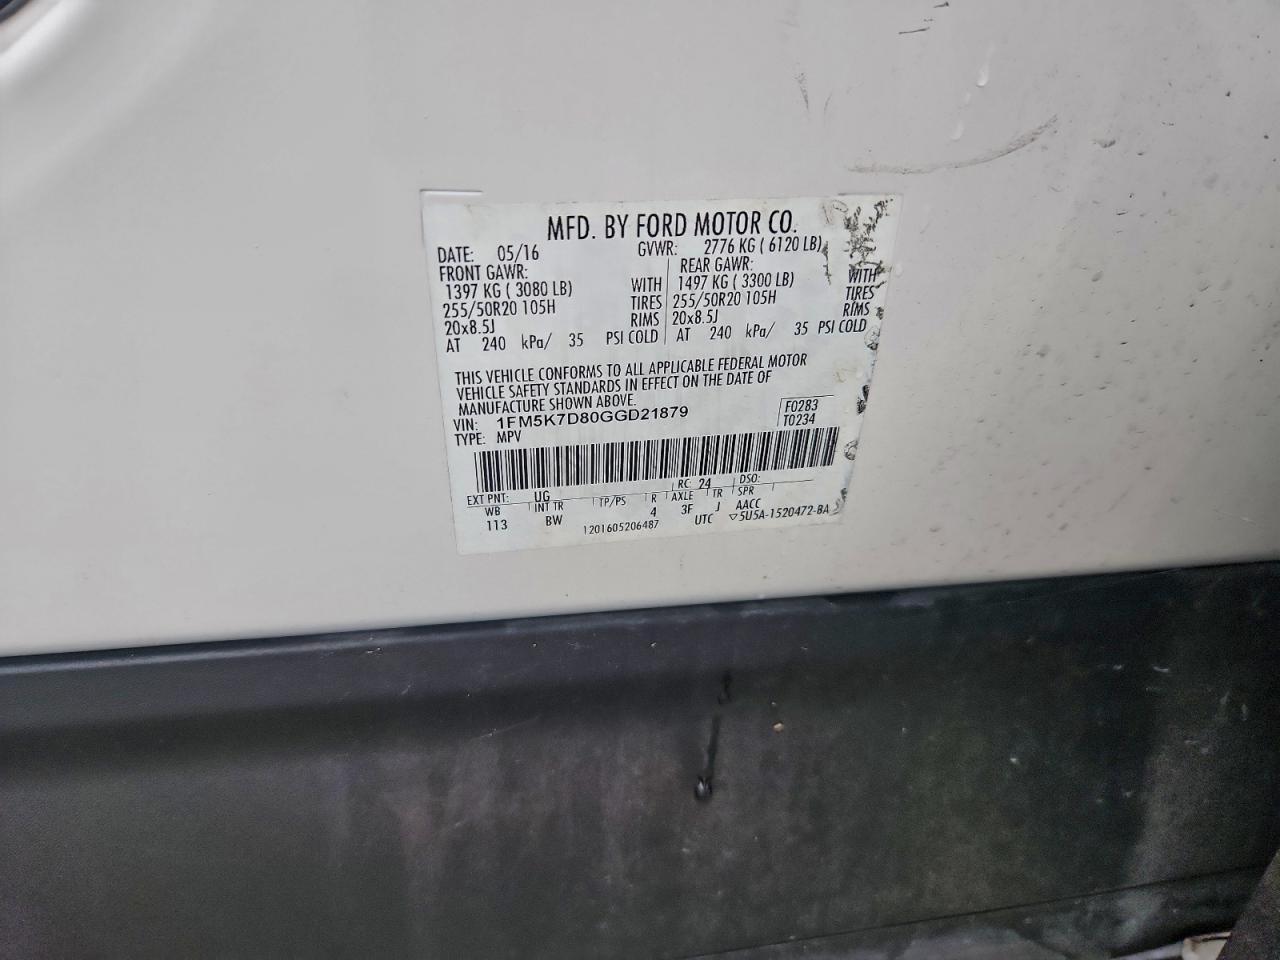 MFD. BY FORD MOTOR CO.
DATE: 05/16 GVWR: 2776 KG ( 6120 LB)
FRONT GAWR: REAR GAWR:
1397 KG ( 3080 LB) WITH 1497 KG ( 3300 LB) WITH
255/50R20 105H TIRES 255/50R20 105H TIRES
20x8.5J RIMS 20x8.5J RIMS
AT 240 kPa/ 35 PSI COLD AT 240 kPa/ 35 PSI COLD
THIS VEHICLE CONFORMS TO ALL APPLICABLE FEDERAL MOTOR
VEHICLE SAFETY STANDARDS IN EFFECT ON THE DATE OF
MANUFACTURE SHOWN ABOVE.
VIN: 1FM5K7D80GGD21879 F0283
TYPE: MPV T0234
EXT PNT: UG RC: 24 DSO:
WB INT TR TP/PS R AXLE TR SPR
113 BW 4 3F J AACC
1201605206487 UTC ▽5U5A-1520472-BA